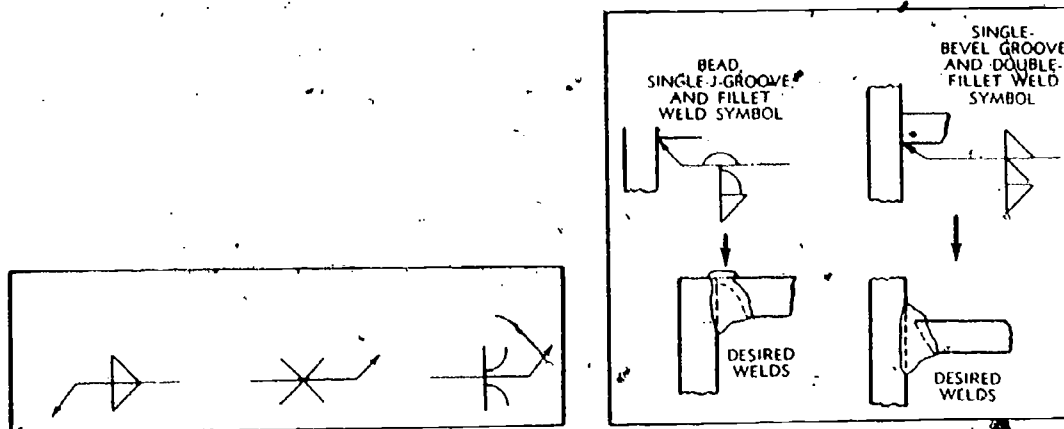 BEAD,
SINGLE-J-GROOVE,
AND FILLET
WELD SYMBOL
SINGLE-
BEVEL GROOVE
AND DOUBLE-
FILLET WELD
SYMBOL
DESIRED
WELDS
DESIRED
WELDS